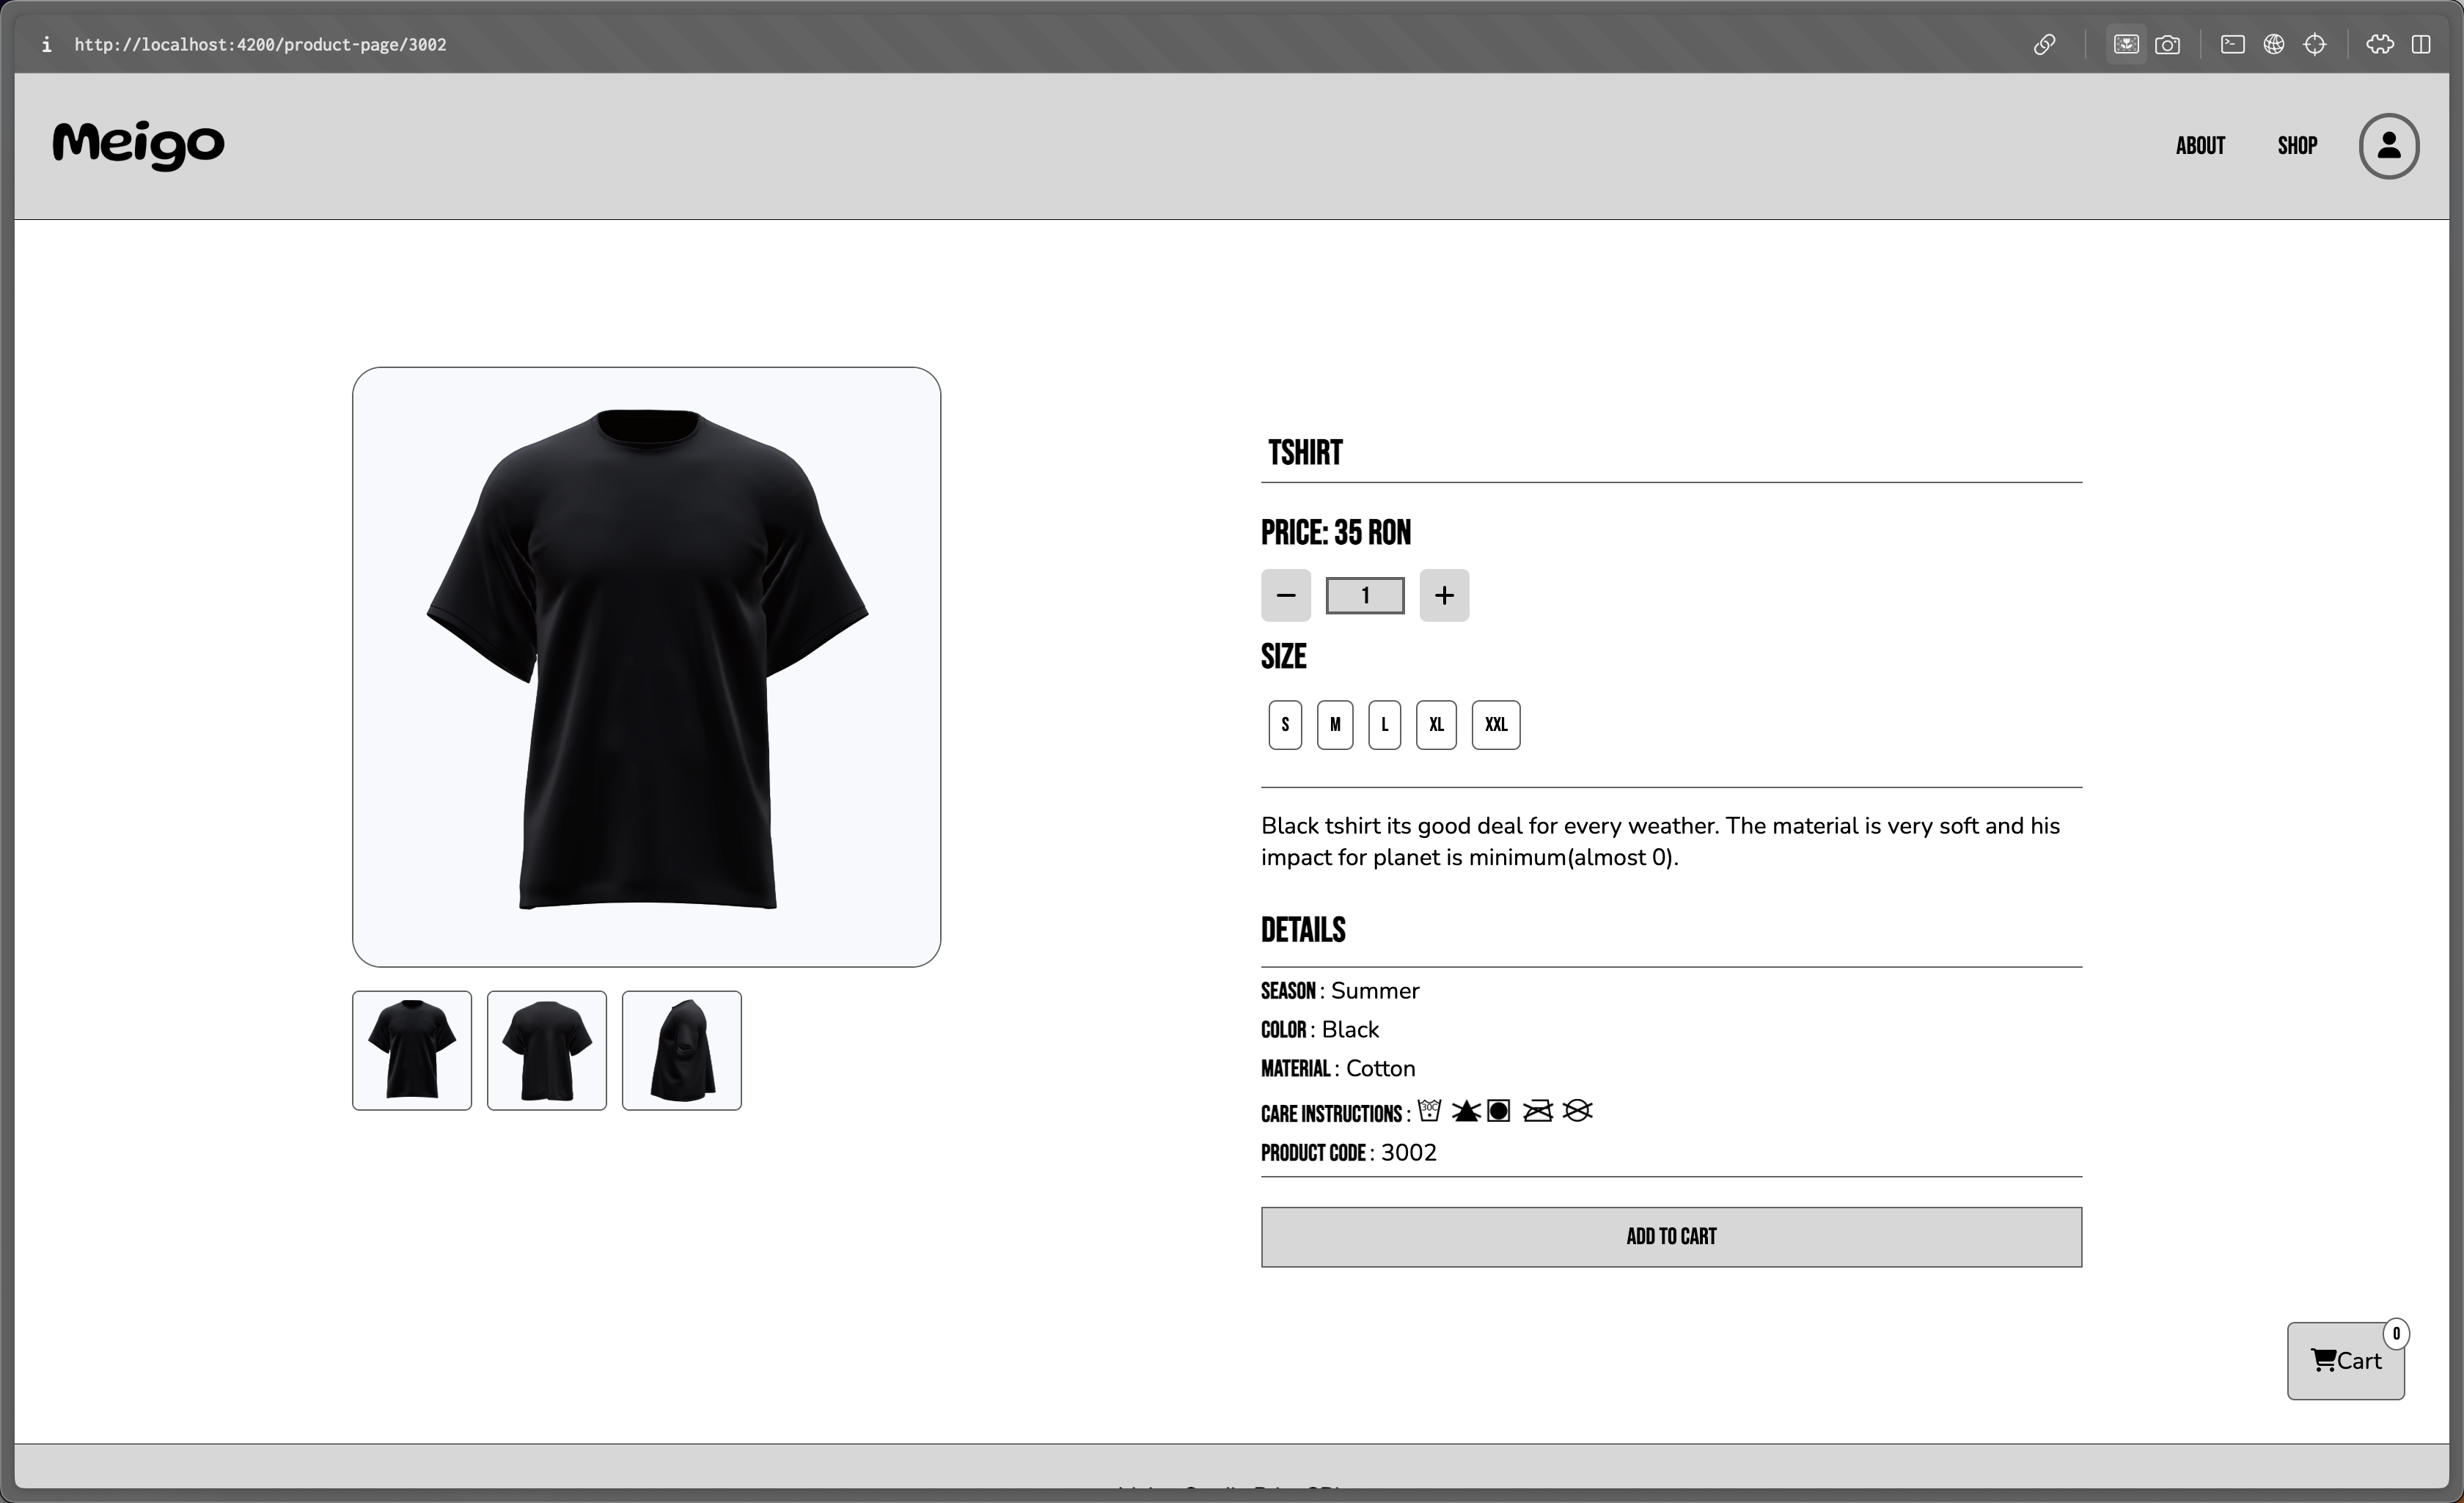 http://localhost:4200/product-page/3002
Meigo
ABOUT
SHOP
TSHIRT
PRICE: 35 RON
1
SIZE
S M L XL XXL
Black tshirt its good deal for every weather. The material is very soft and his
impact for planet is minimum(almost 0).
DETAILS
SEASON : Summer
COLOR : Black
MATERIAL : Cotton
CARE INSTRUCTIONS : 30C
PRODUCT CODE : 3002
ADD TO CART
0
Cart